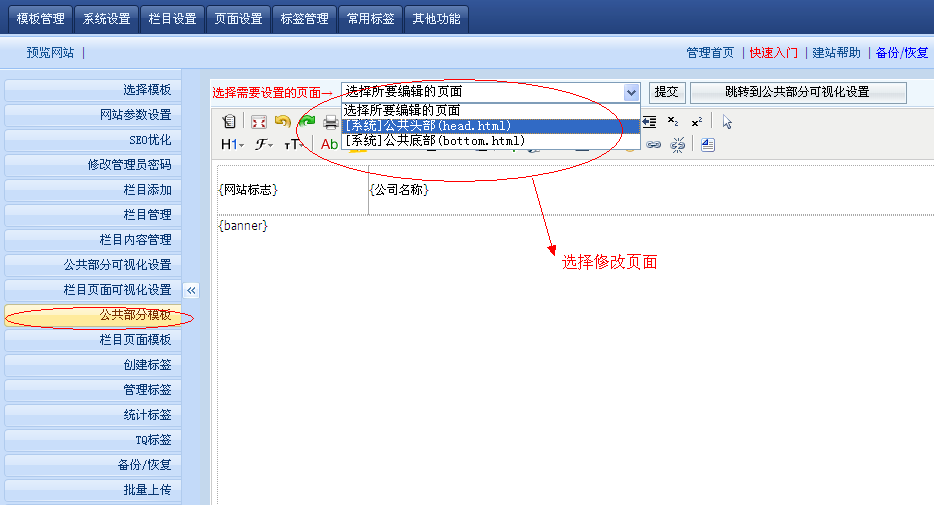 模板管理 系统设置 栏目设置 页面设置 标签管理 常用标签 其他功能
预览网站 | 管理首页 | 快速入门 | 建站帮助 | 备份/恢复
选择模板
网站参数设置
SEO优化
修改管理员密码
栏目添加
栏目管理
栏目内容管理
公共部分可视化设置
栏目页面可视化设置
公共部分模板
栏目页面模板
创建标签
管理标签
统计标签
TQ标签
备份/恢复
批量上传
«
选择需要设置的页面→ 选择所要编辑的页面 提交 跳转到公共部分可视化设置
选择所要编辑的页面
[系统]公共头部(head.html)
[系统]公共底部(bottom.html)
H1 F TT Ab
{网站标志} {公司名称}
{banner}
选择修改页面